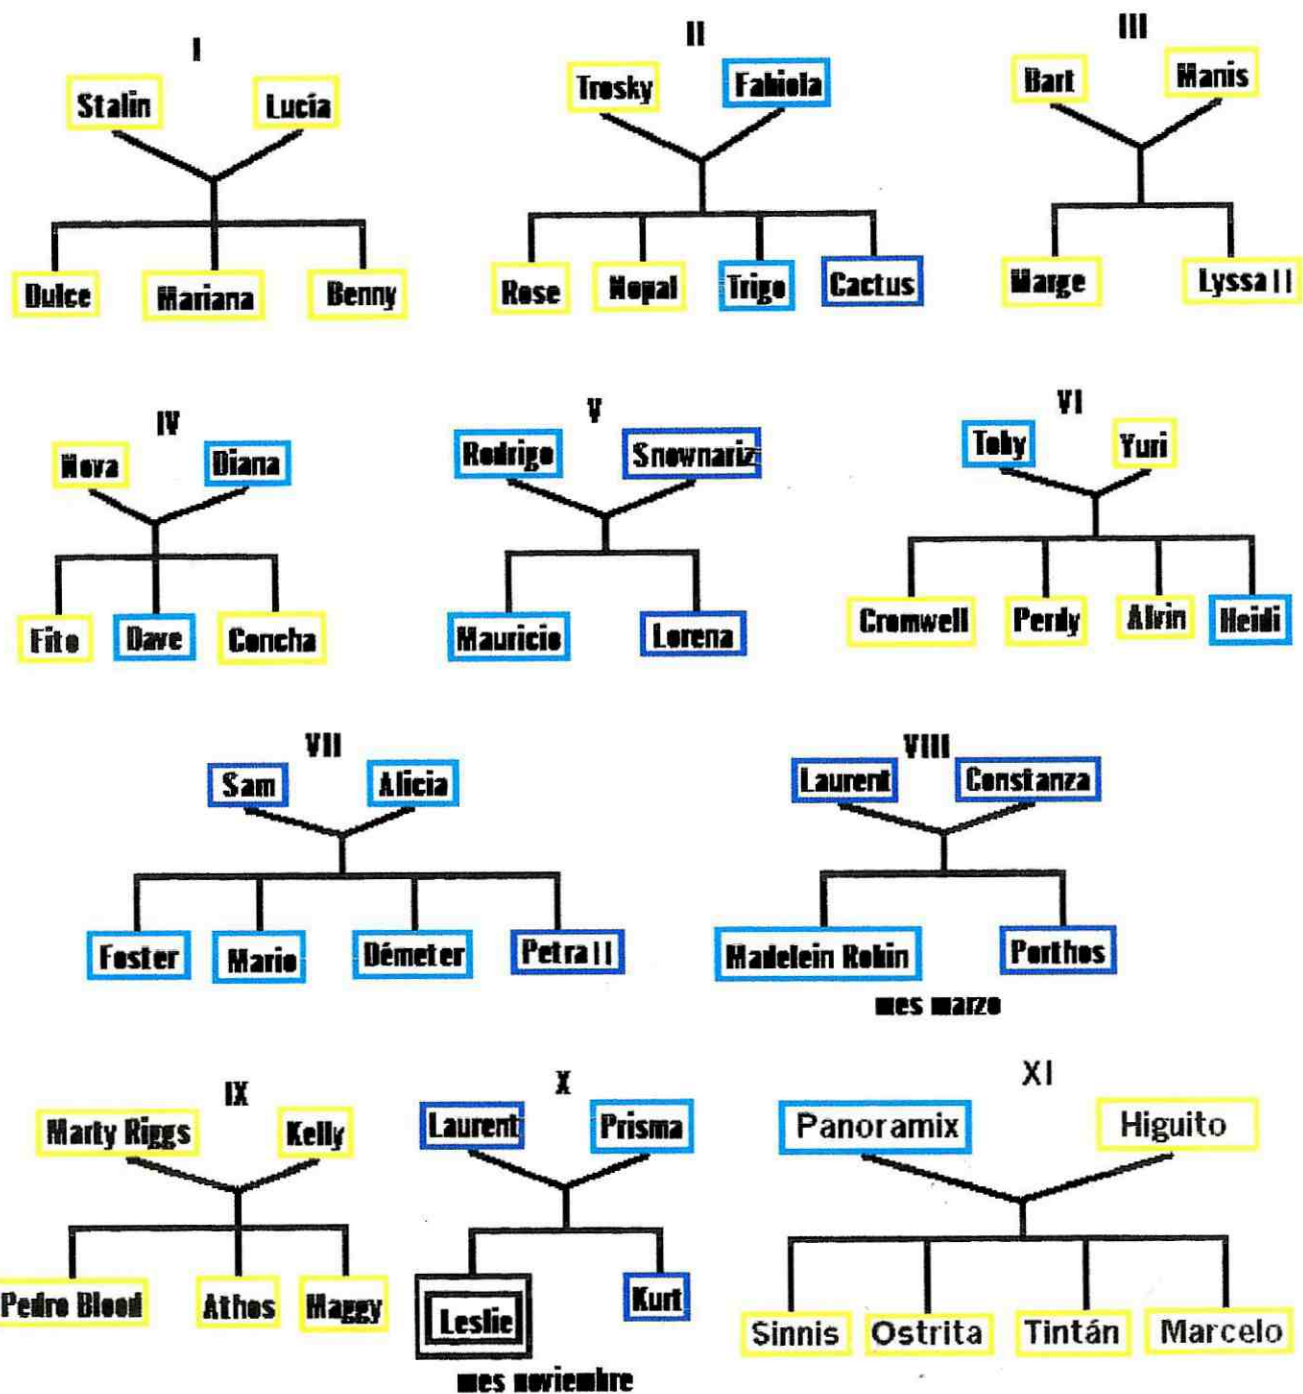 I
Stalin Lucía
Dulce Mariana Benny
II
Trosky Fabiola
Rose Nopal Trigo Cactus
III
Bart Manis
Marge Lyssa II
IV
Nova Diana
Fito Dave Concha
V
Rodrigo Snownariz
Mauricio Lorena
VI
Toby Yuri
Cromwell Perdy Alvin Heidi
VII
Sam Alicia
Foster Mario Démeter Petra II
VIII
Laurent Constanza
Madelein Robin Porthos
mes marzo
IX
Marty Riggs Kelly
Pedro Blood Athos Maggy
X
Laurent Prisma
Leslie Kurt
mes noviembre
XI
Panoramix Higuito
Sinnis Ostrita Tintán Marcelo